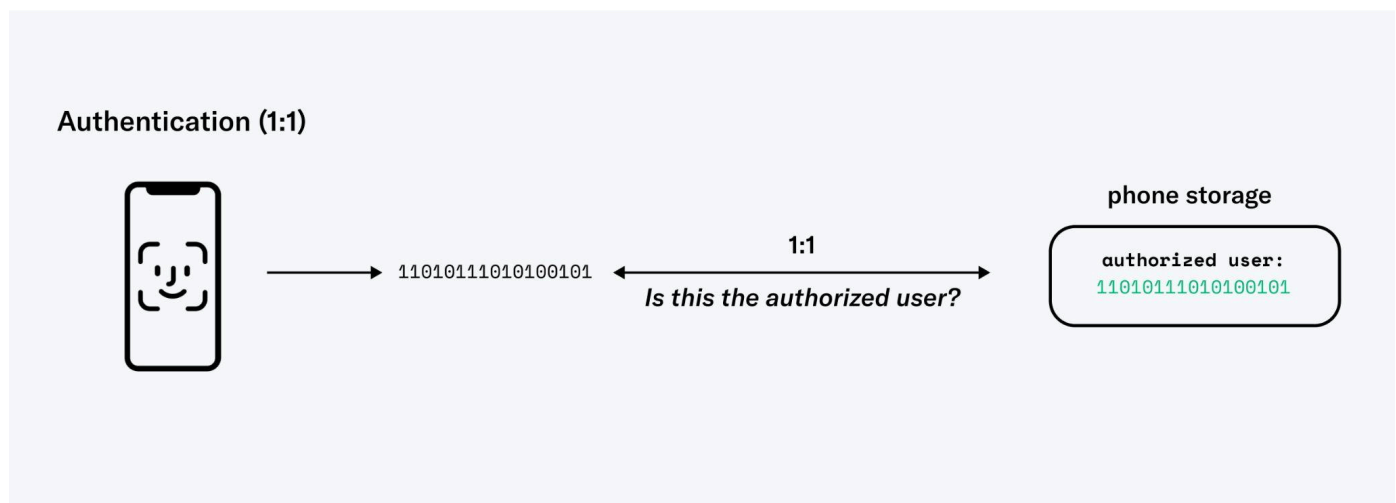 Authentication (1:1)
11010111010100101
1:1
Is this the authorized user?
phone storage
authorized user:
11010111010100101